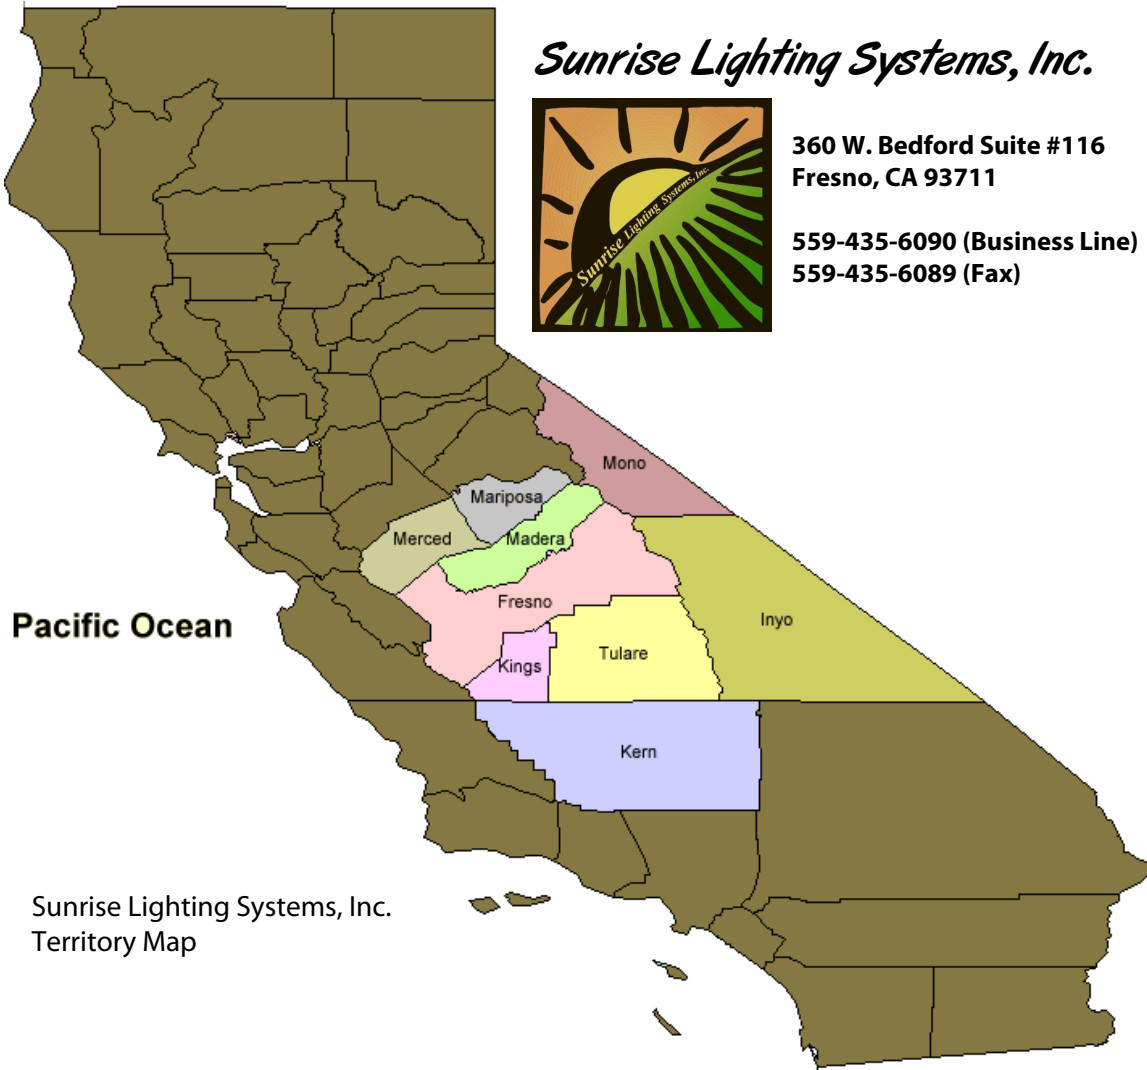 Sunrise Lighting Systems, Inc.
Sunrise Lighting Systems, Inc.
360 W. Bedford Suite #116
Fresno, CA 93711
559-435-6090 (Business Line)
559-435-6089 (Fax)
Mono
Mariposa
Merced
Madera
Fresno
Inyo
Pacific Ocean
Tulare
Kings
Kern
Sunrise Lighting Systems, Inc.
Territory Map